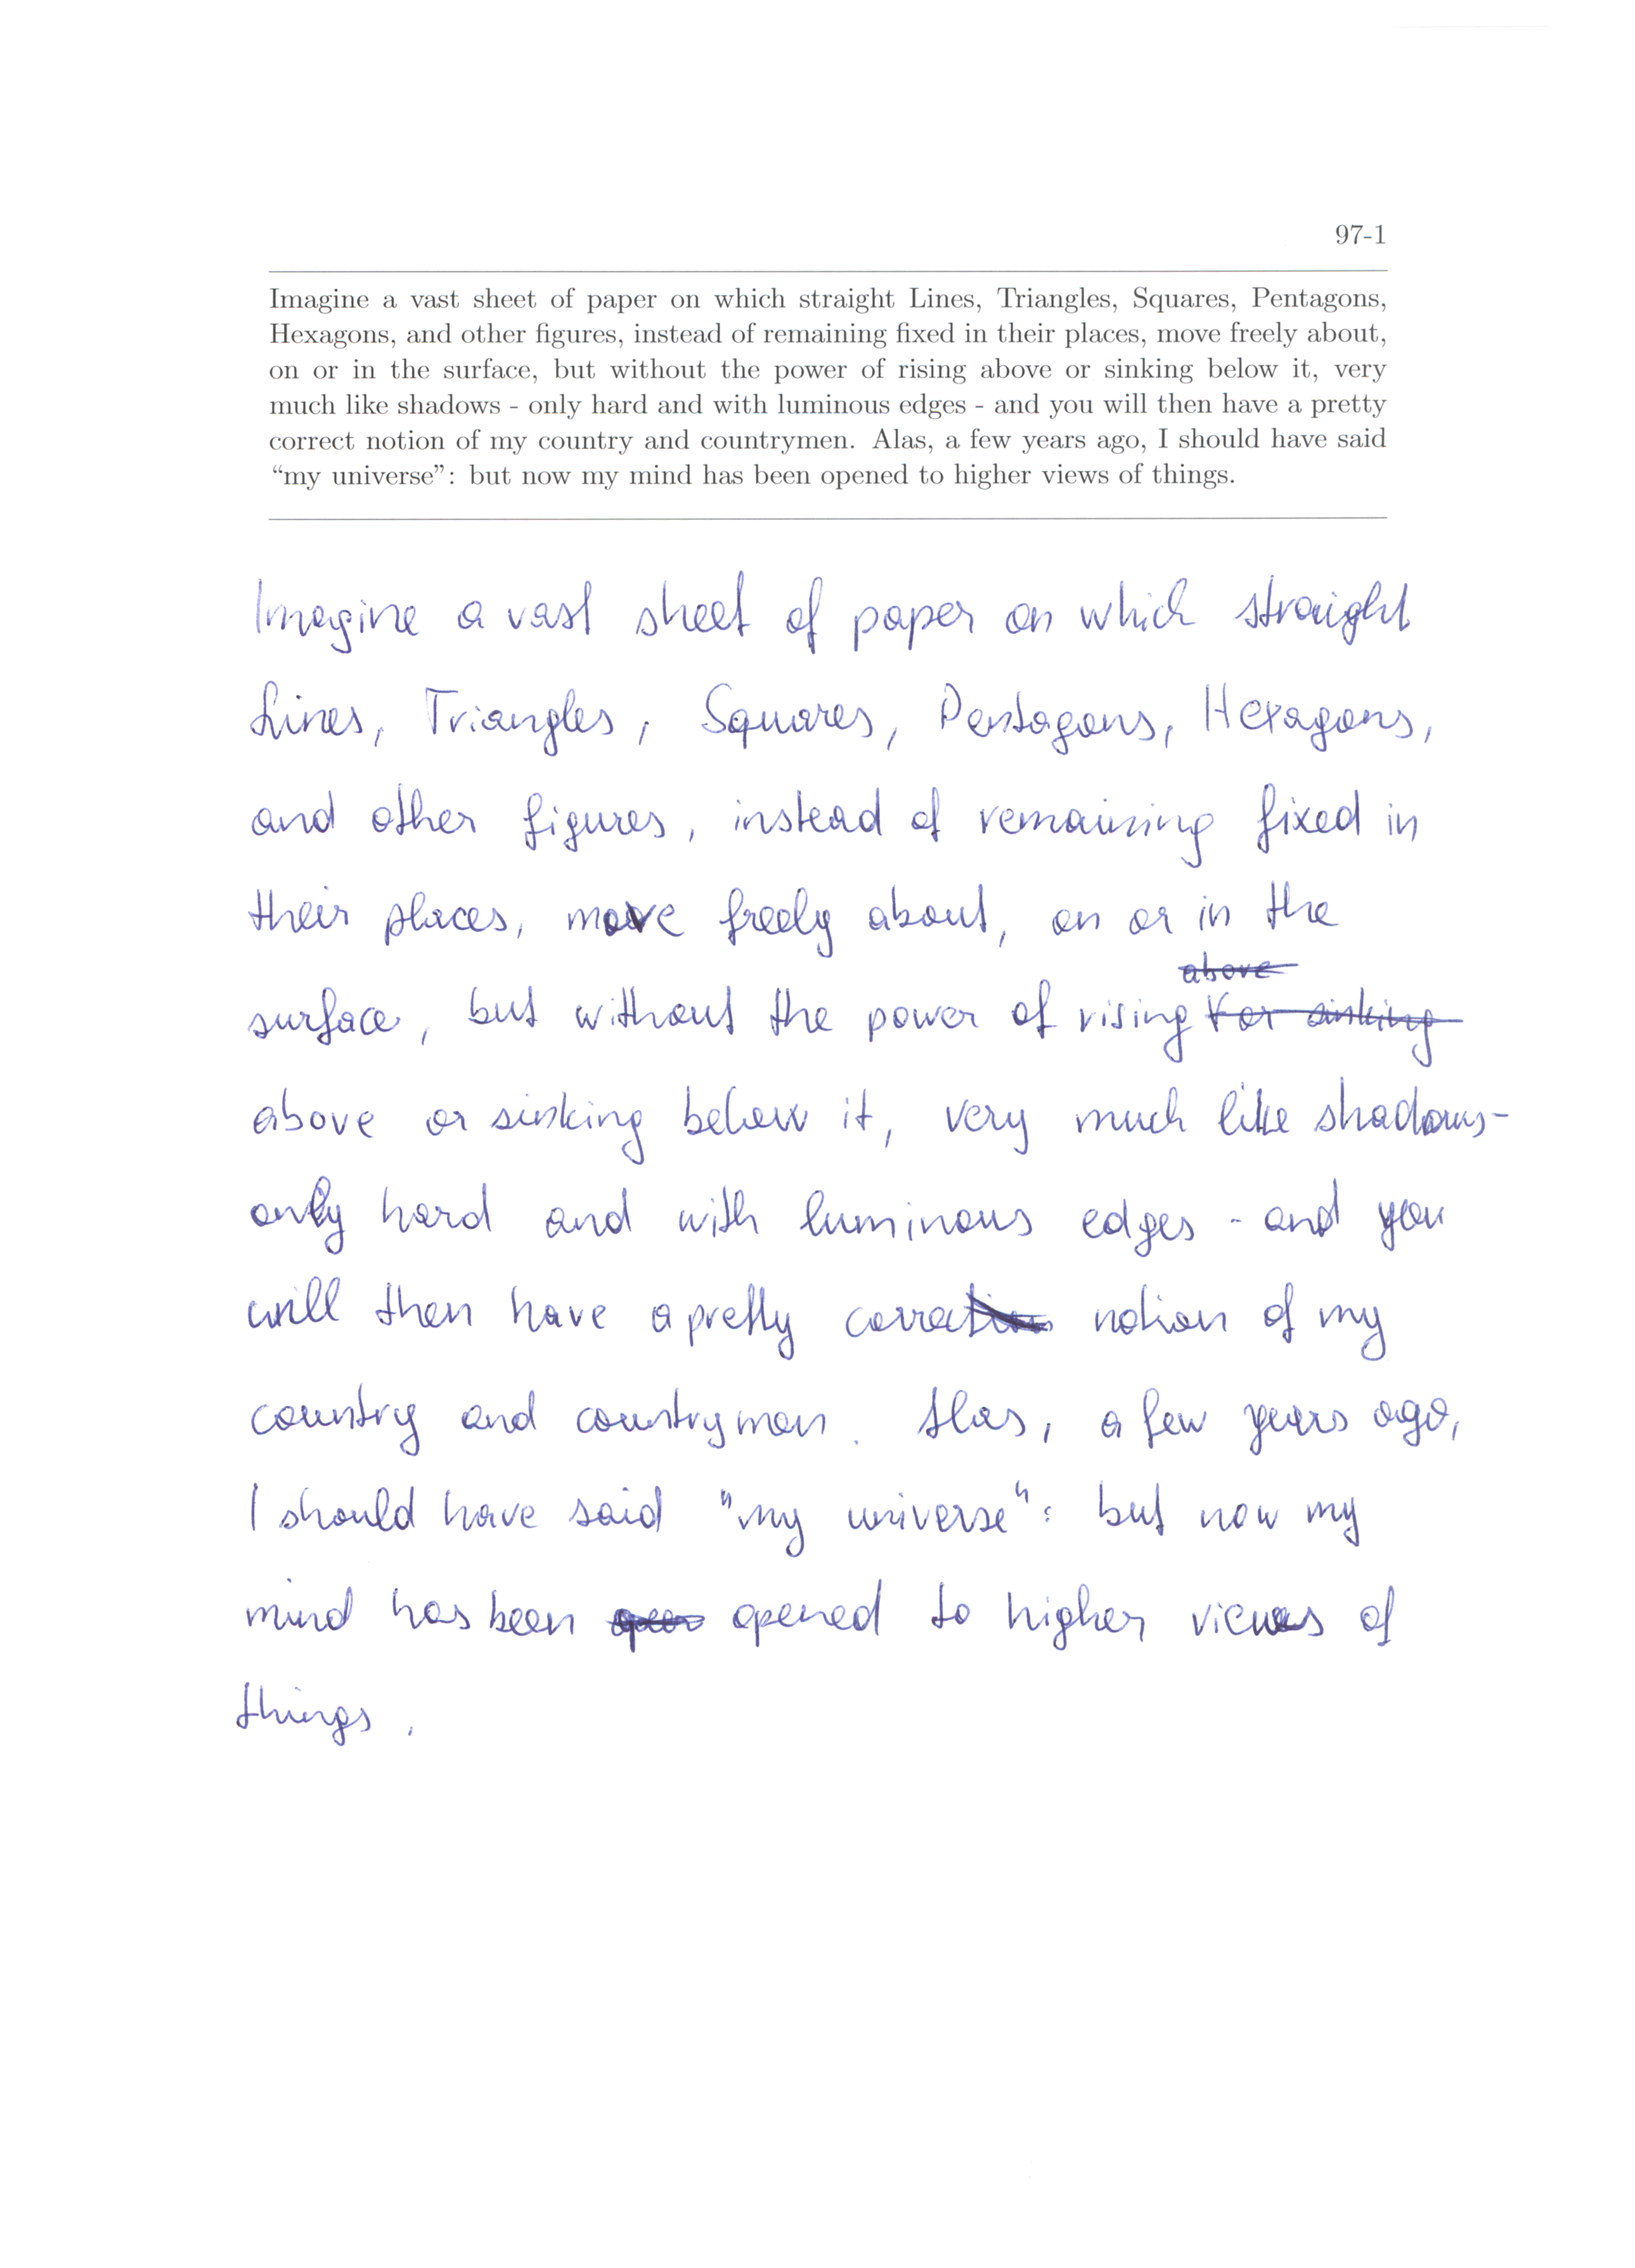 97-1
Imagine a vast sheet of paper on which straight Lines, Triangles, Squares, Pentagons,
Hexagons, and other figures, instead of remaining fixed in their places, move freely about,
on or in the surface, but without the power of rising above or sinking below it, very
much like shadows - only hard and with luminous edges - and you will then have a pretty
correct notion of my country and countrymen. Alas, a few years ago, I should have said
“my universe”: but now my mind has been opened to higher views of things.
Imagine a vast sheet of paper on which straight
Lines, Triangles, Squares, Pentagons, Hexagons,
and other figures, instead of remaining fixed in
their places, move freely about, on or in the
above
surface, but without the power of rising or sinking
above or sinking below it, very much like shadows-
only hard and with luminous edges - and you
will then have a pretty correct notion of my
country and countrymen. Alas, a few years ago,
I should have said "my universe": but now my
mind has been opened to higher views of
things.